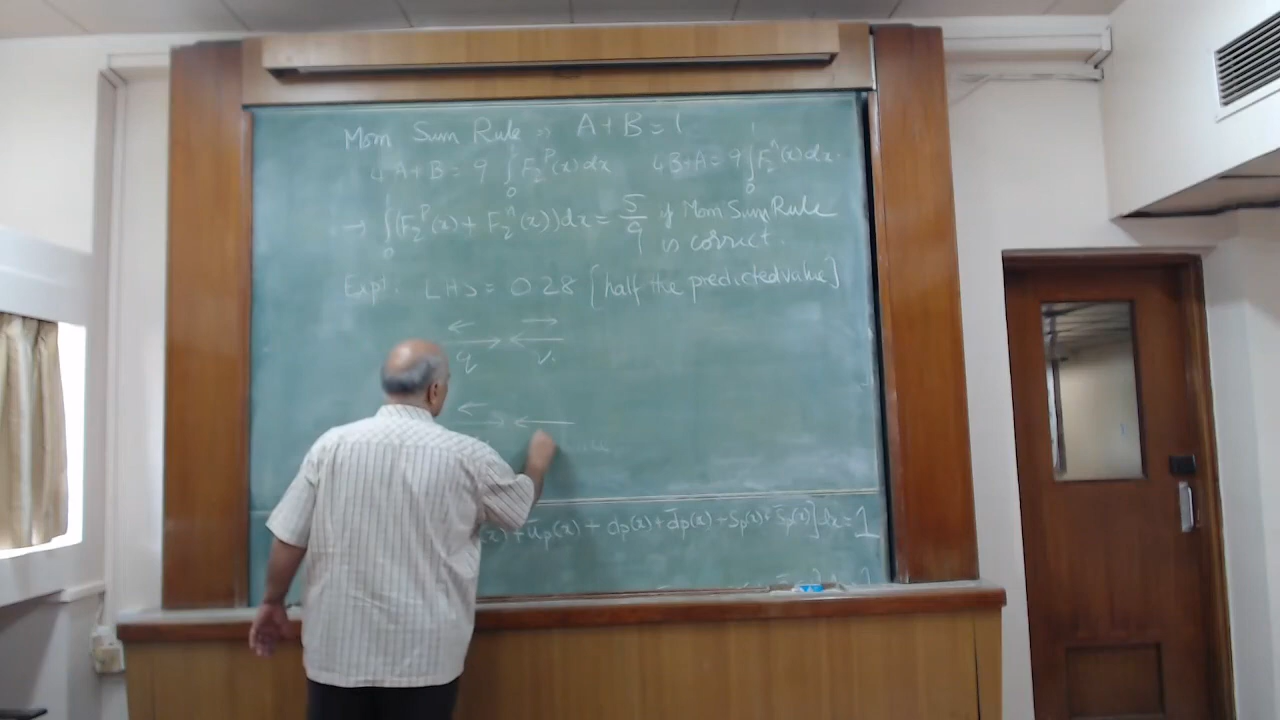 Mom Sum Rule ⇒ A+B=1
4A+B = 9 ∫₀¹ F₂ᵖ(x)dx 4B+A = 9 ∫₀¹ F₂ⁿ(x)dx.
→ ∫₀¹ (F₂ᵖ(x) + F₂ⁿ(x))dx = 5/9 if Mom Sum Rule
is correct.
Expt. LHS = 0.28 [half the predicted value]
← →
→ ←
q ν.
←
→ ←
(x) + ūₚ(x) + dₚ(x) + d̄ₚ(x) + sₚ(x) + s̄ₚ(x)]dx = 1